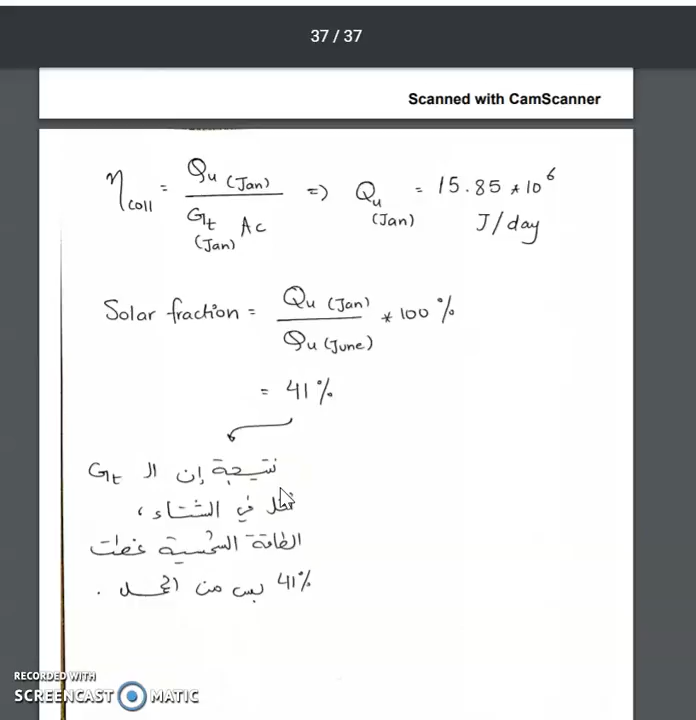 37 / 37
Scanned with CamScanner
η coll = Qu (Jan) / Gt (Jan) Ac => Qu (Jan) = 15.85 * 10^6 J/day
Solar fraction = Qu (Jan) / Qu (June) * 100 %
= 41 %
نتيجة إن ال Gt
تقل في الشتاء ،
الطاقة الشمسية غطت
41% بس من الحمل .
RECORDED WITH
SCREENCAST MATIC